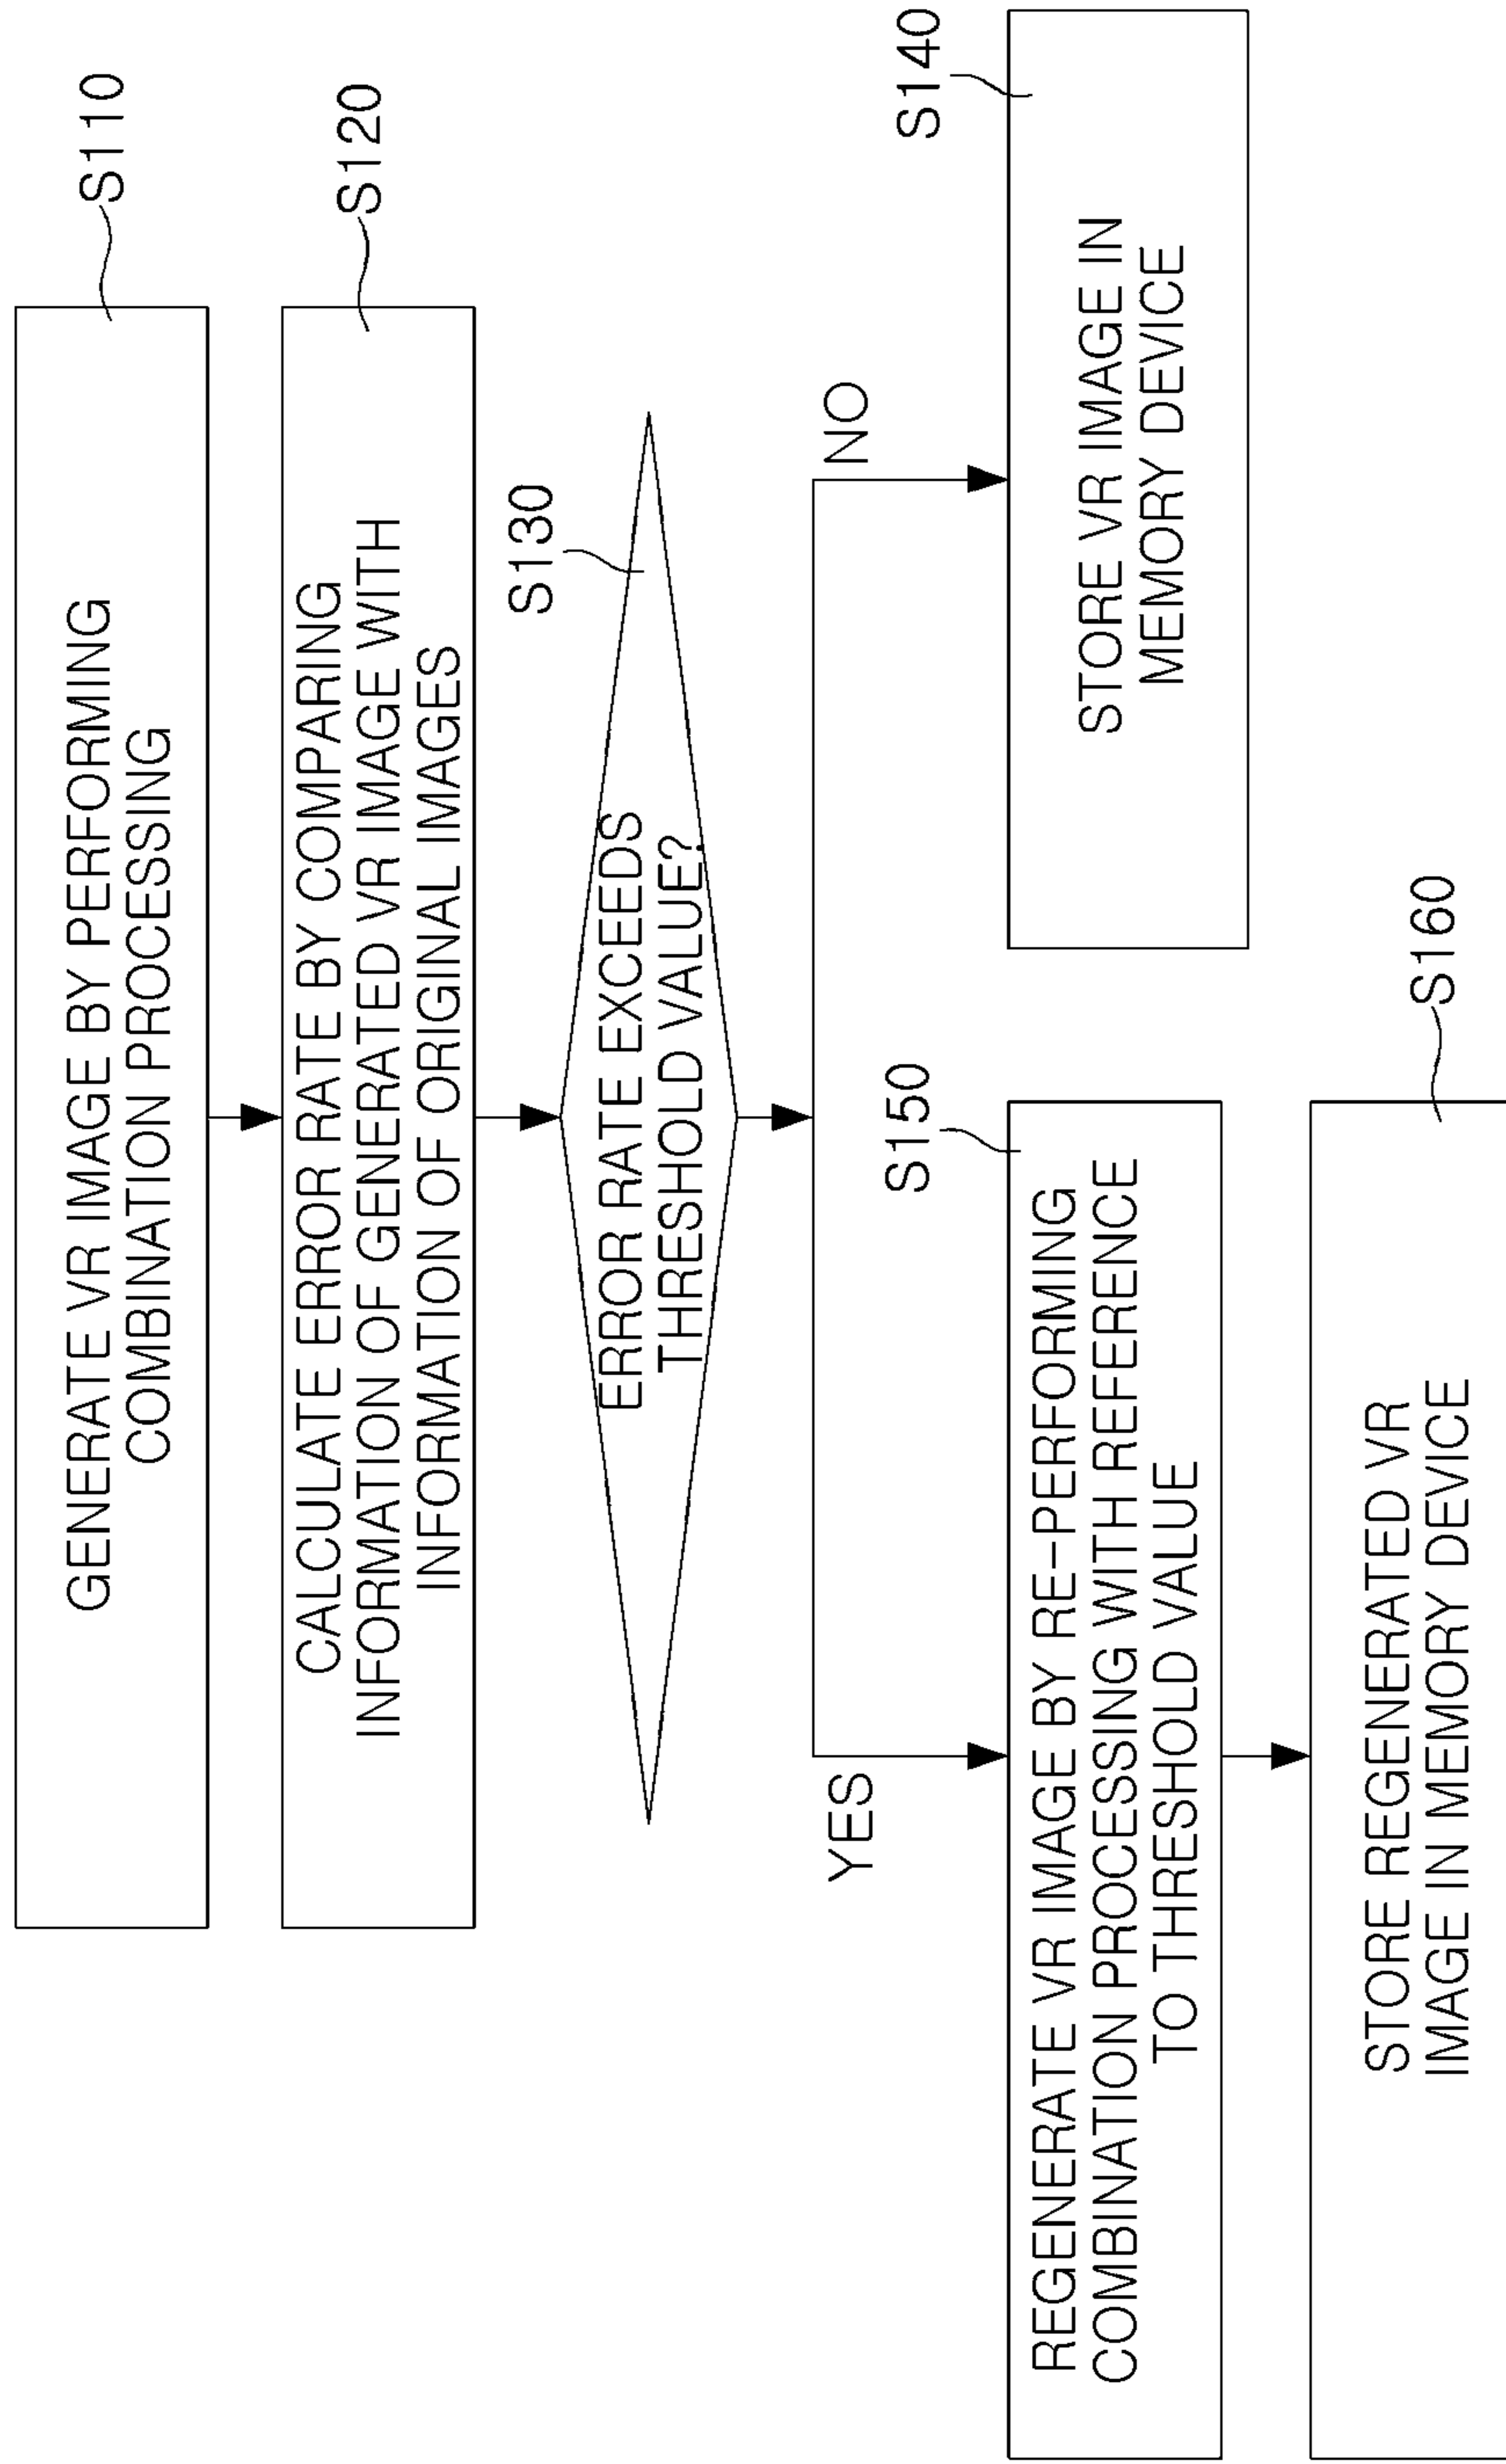 S110
GENERATE VR IMAGE BY PERFORMING
COMBINATION PROCESSING
S120
CALCULATE ERROR RATE BY COMPARING
INFORMATION OF GENERATED VR IMAGE WITH
INFORMATION OF ORIGINAL IMAGES
S130
ERROR RATE EXCEEDS
THRESHOLD VALUE?
YES
NO
S150
REGENERATE VR IMAGE BY RE-PERFORMING
COMBINATION PROCESSING WITH REFERENCE
TO THRESHOLD VALUE
S140
STORE VR IMAGE IN
MEMORY DEVICE
S160
STORE REGENERATED VR
IMAGE IN MEMORY DEVICE